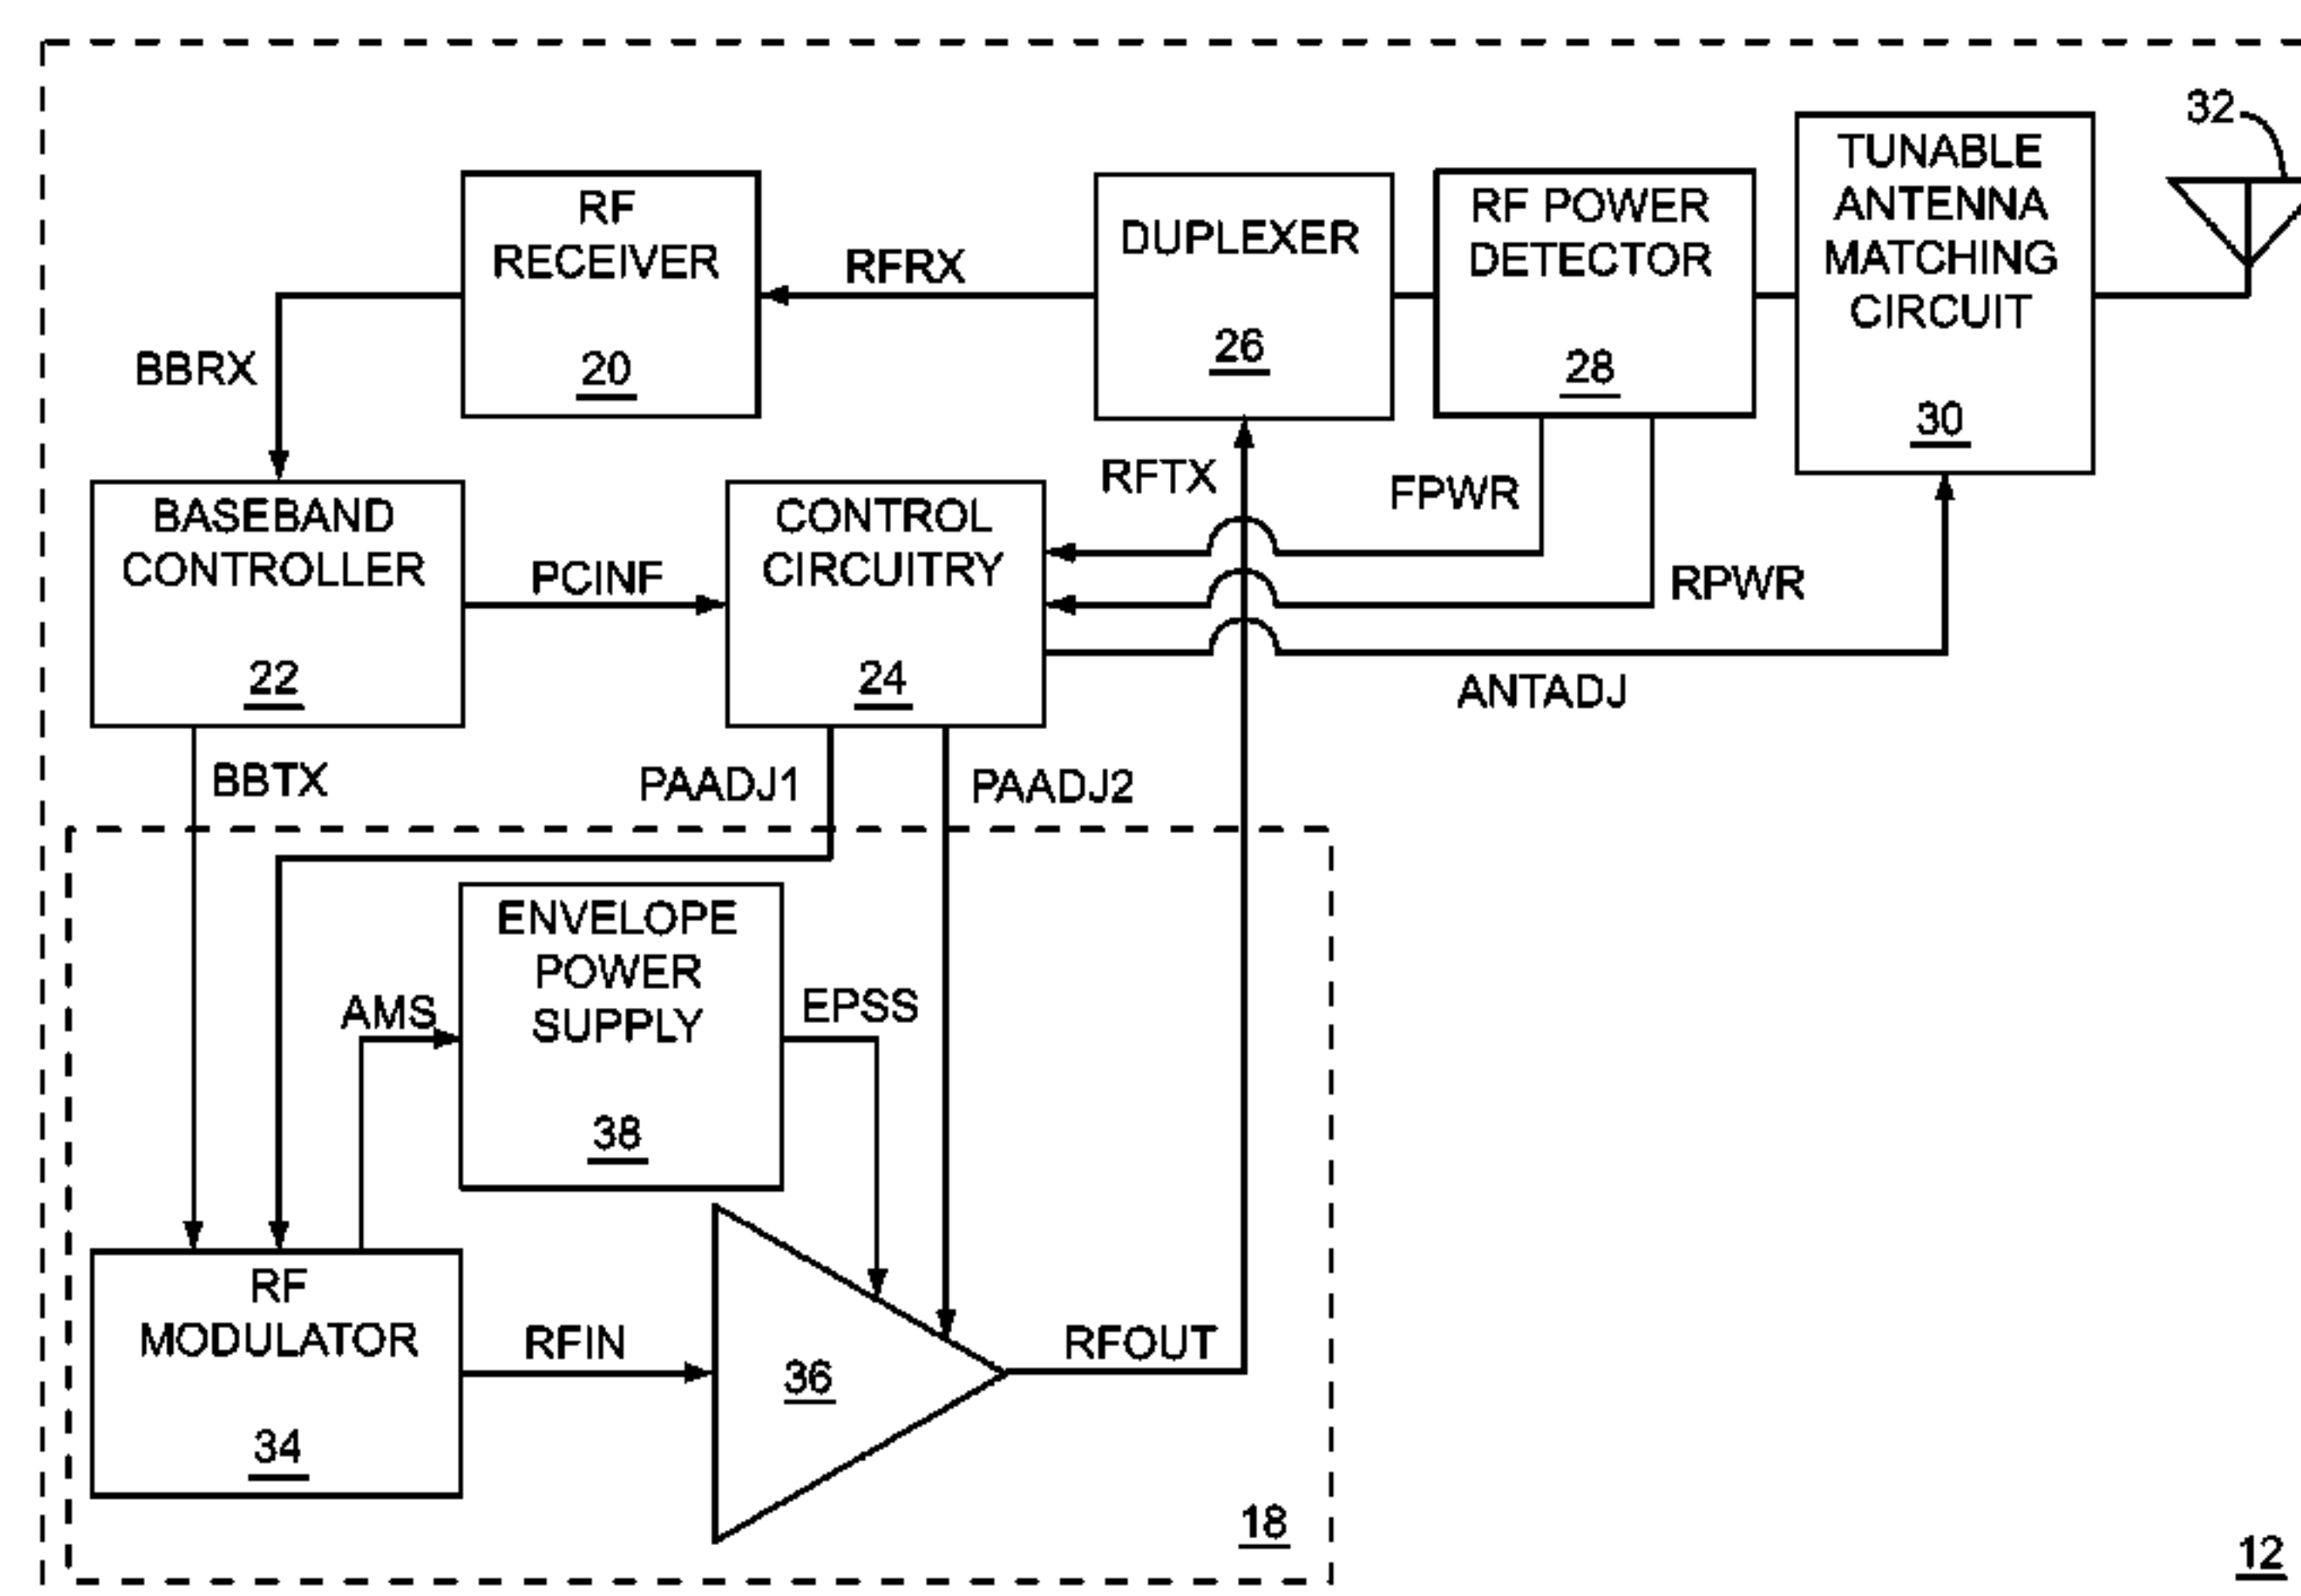 32
TUNABLE
ANTENNA
MATCHING
CIRCUIT
30
RF
RECEIVER
20
RFRX
DUPLEXER
26
RF POWER
DETECTOR
28
BBRX
RFTX
FPWR
RPWR
BASEBAND
CONTROLLER
22
PCINF
CONTROL
CIRCUITRY
24
ANTADJ
BBTX
PAADJ1
PAADJ2
ENVELOPE
POWER
SUPPLY
38
AMS
EPSS
RF
MODULATOR
34
RFIN
36
RFOUT
18
12